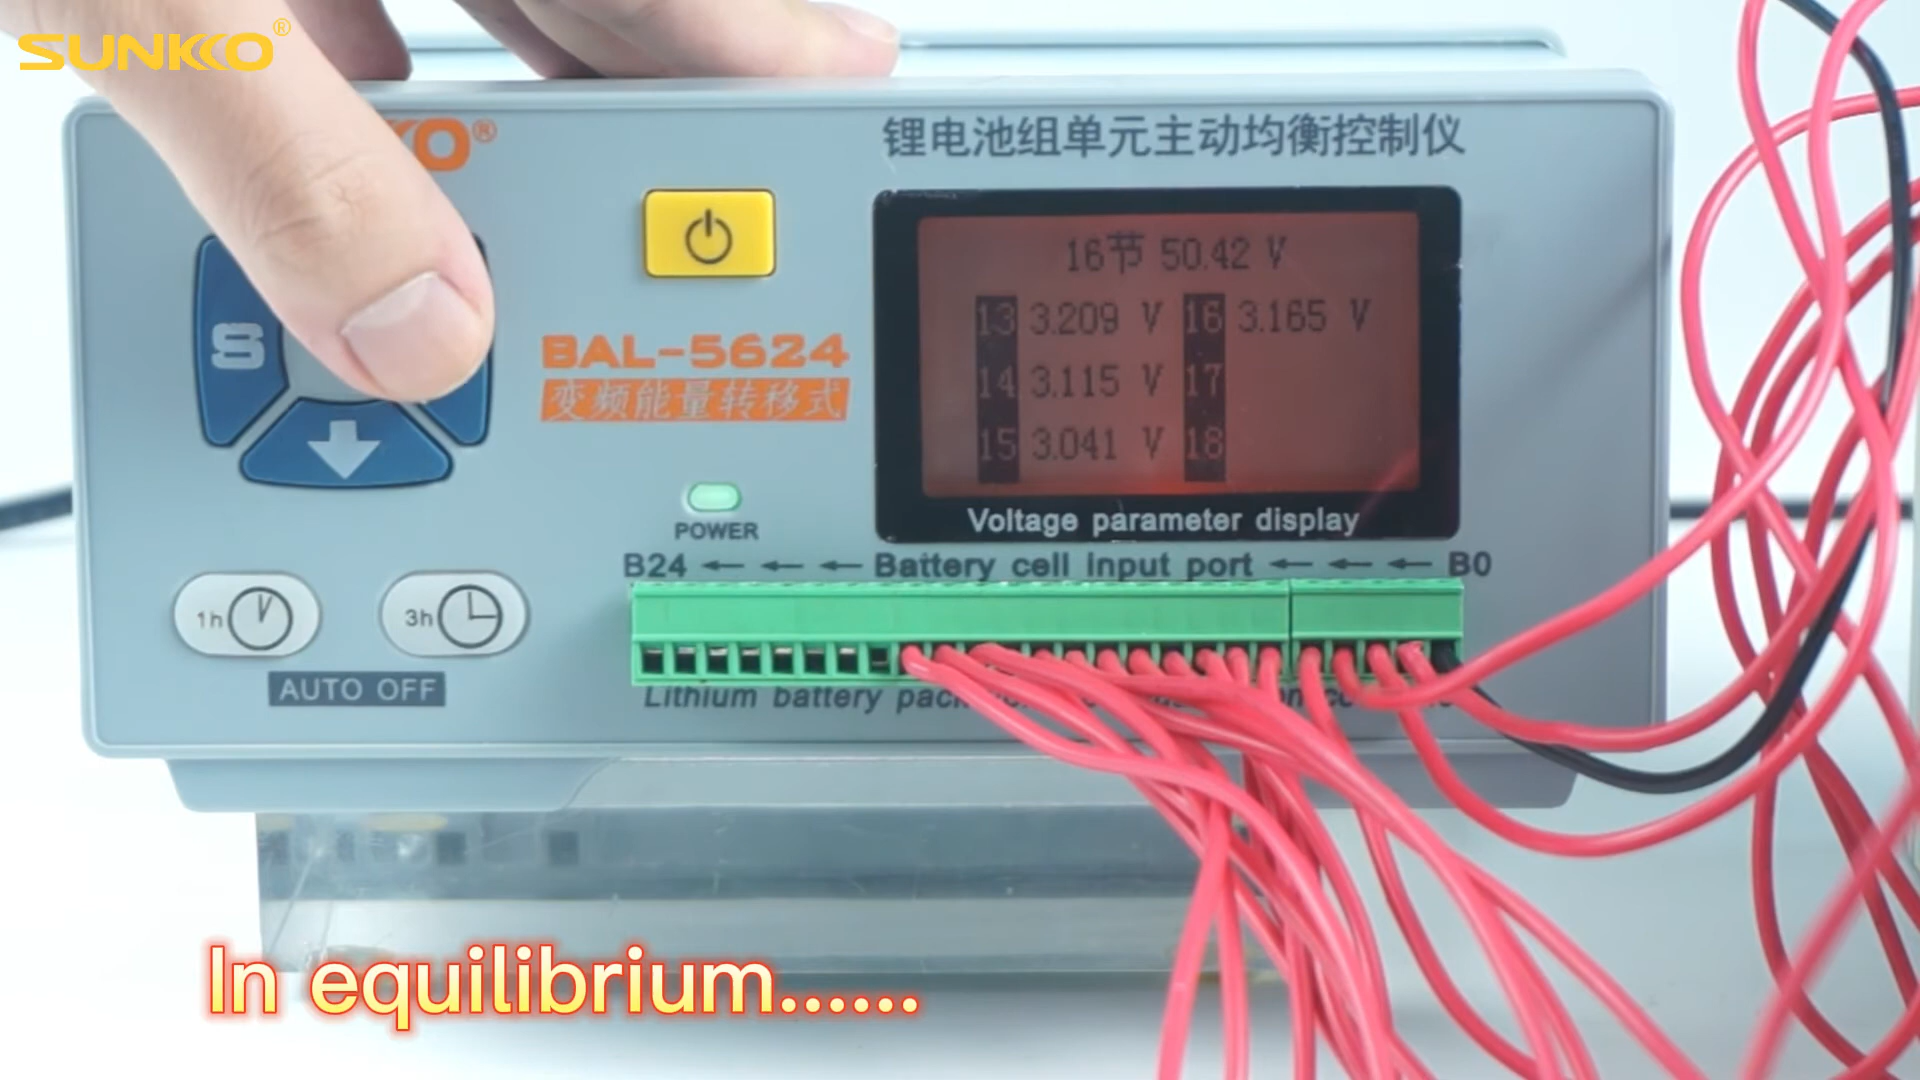 SUNKKO®
KO®
锂电池组单元主动均衡控制仪
16节 50.42 V
13 3.209 V 16 3.165 V
14 3.115 V 17
15 3.041 V 18
Voltage parameter display
S
BAL-5624
变频能量转移式
POWER
B24 Battery cell Input port B0
1h
3h
AUTO OFF
Lithium battery pack
In equilibrium......